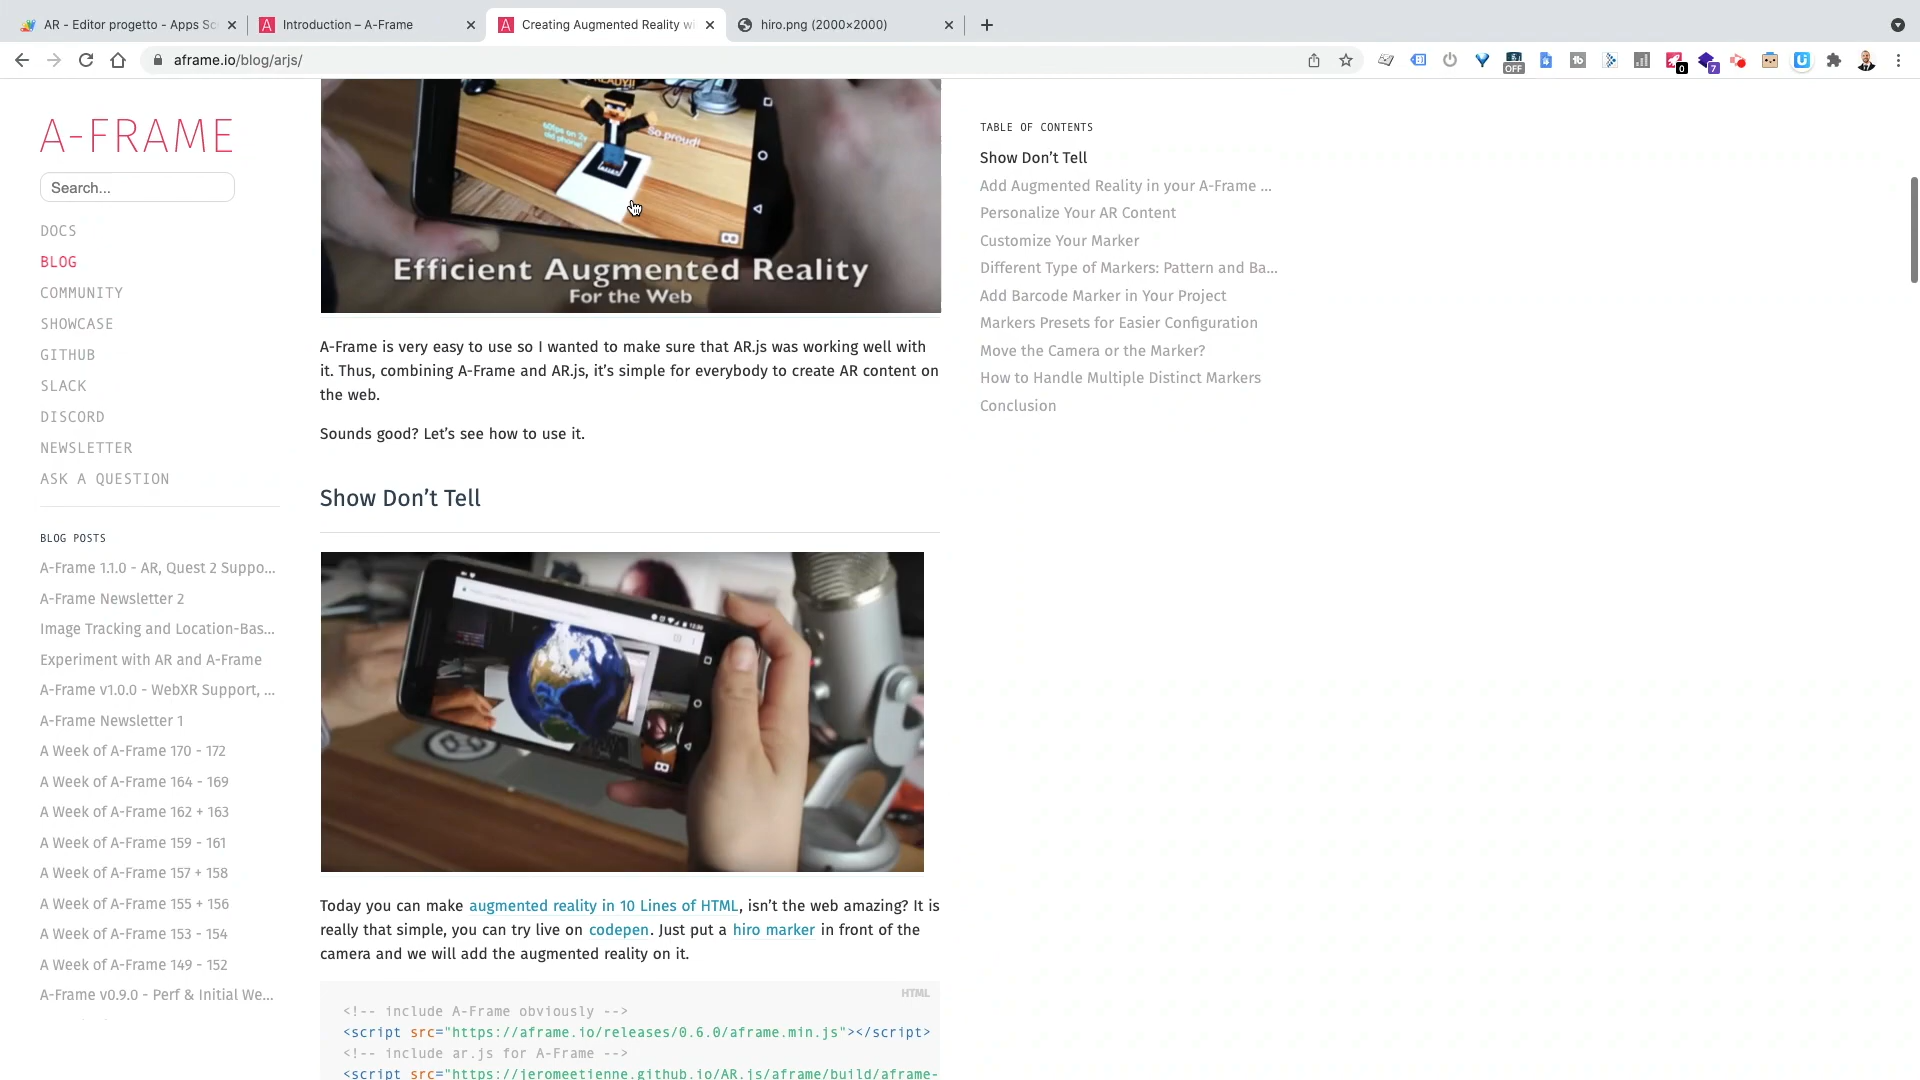 AR - Editor progetto - Apps Sc
Introduction – A-Frame
Creating Augmented Reality wi
hiro.png (2000×2000)
aframe.io/blog/arjs/
OFF
0
7
A-FRAME
Search...
DOCS
BLOG
COMMUNITY
SHOWCASE
GITHUB
SLACK
DISCORD
NEWSLETTER
ASK A QUESTION
BLOG POSTS
A-Frame 1.1.0 - AR, Quest 2 Suppo...
A-Frame Newsletter 2
Image Tracking and Location-Bas...
Experiment with AR and A-Frame
A-Frame v1.0.0 - WebXR Support, ...
A-Frame Newsletter 1
A Week of A-Frame 170 - 172
A Week of A-Frame 164 - 169
A Week of A-Frame 162 + 163
A Week of A-Frame 159 - 161
A Week of A-Frame 157 + 158
A Week of A-Frame 155 + 156
A Week of A-Frame 153 - 154
A Week of A-Frame 149 - 152
A-Frame v0.9.0 - Perf & Initial We...
READY!!
60fps on 2y
old phone!
So proud!
Efficient Augmented Reality
For the Web
A-Frame is very easy to use so I wanted to make sure that AR.js was working well with
it. Thus, combining A-Frame and AR.js, it’s simple for everybody to create AR content on
the web.
Sounds good? Let’s see how to use it.
Show Don’t Tell
Today you can make augmented reality in 10 Lines of HTML, isn’t the web amazing? It is
really that simple, you can try live on codepen. Just put a hiro marker in front of the
camera and we will add the augmented reality on it.
HTML
<!-- include A-Frame obviously -->
<script src="https://aframe.io/releases/0.6.0/aframe.min.js"></script>
<!-- include ar.js for A-Frame -->
<script src="https://jeromeetienne.github.io/AR.js/aframe/build/aframe-
TABLE OF CONTENTS
Show Don’t Tell
Add Augmented Reality in your A-Frame ...
Personalize Your AR Content
Customize Your Marker
Different Type of Markers: Pattern and Ba...
Add Barcode Marker in Your Project
Markers Presets for Easier Configuration
Move the Camera or the Marker?
How to Handle Multiple Distinct Markers
Conclusion